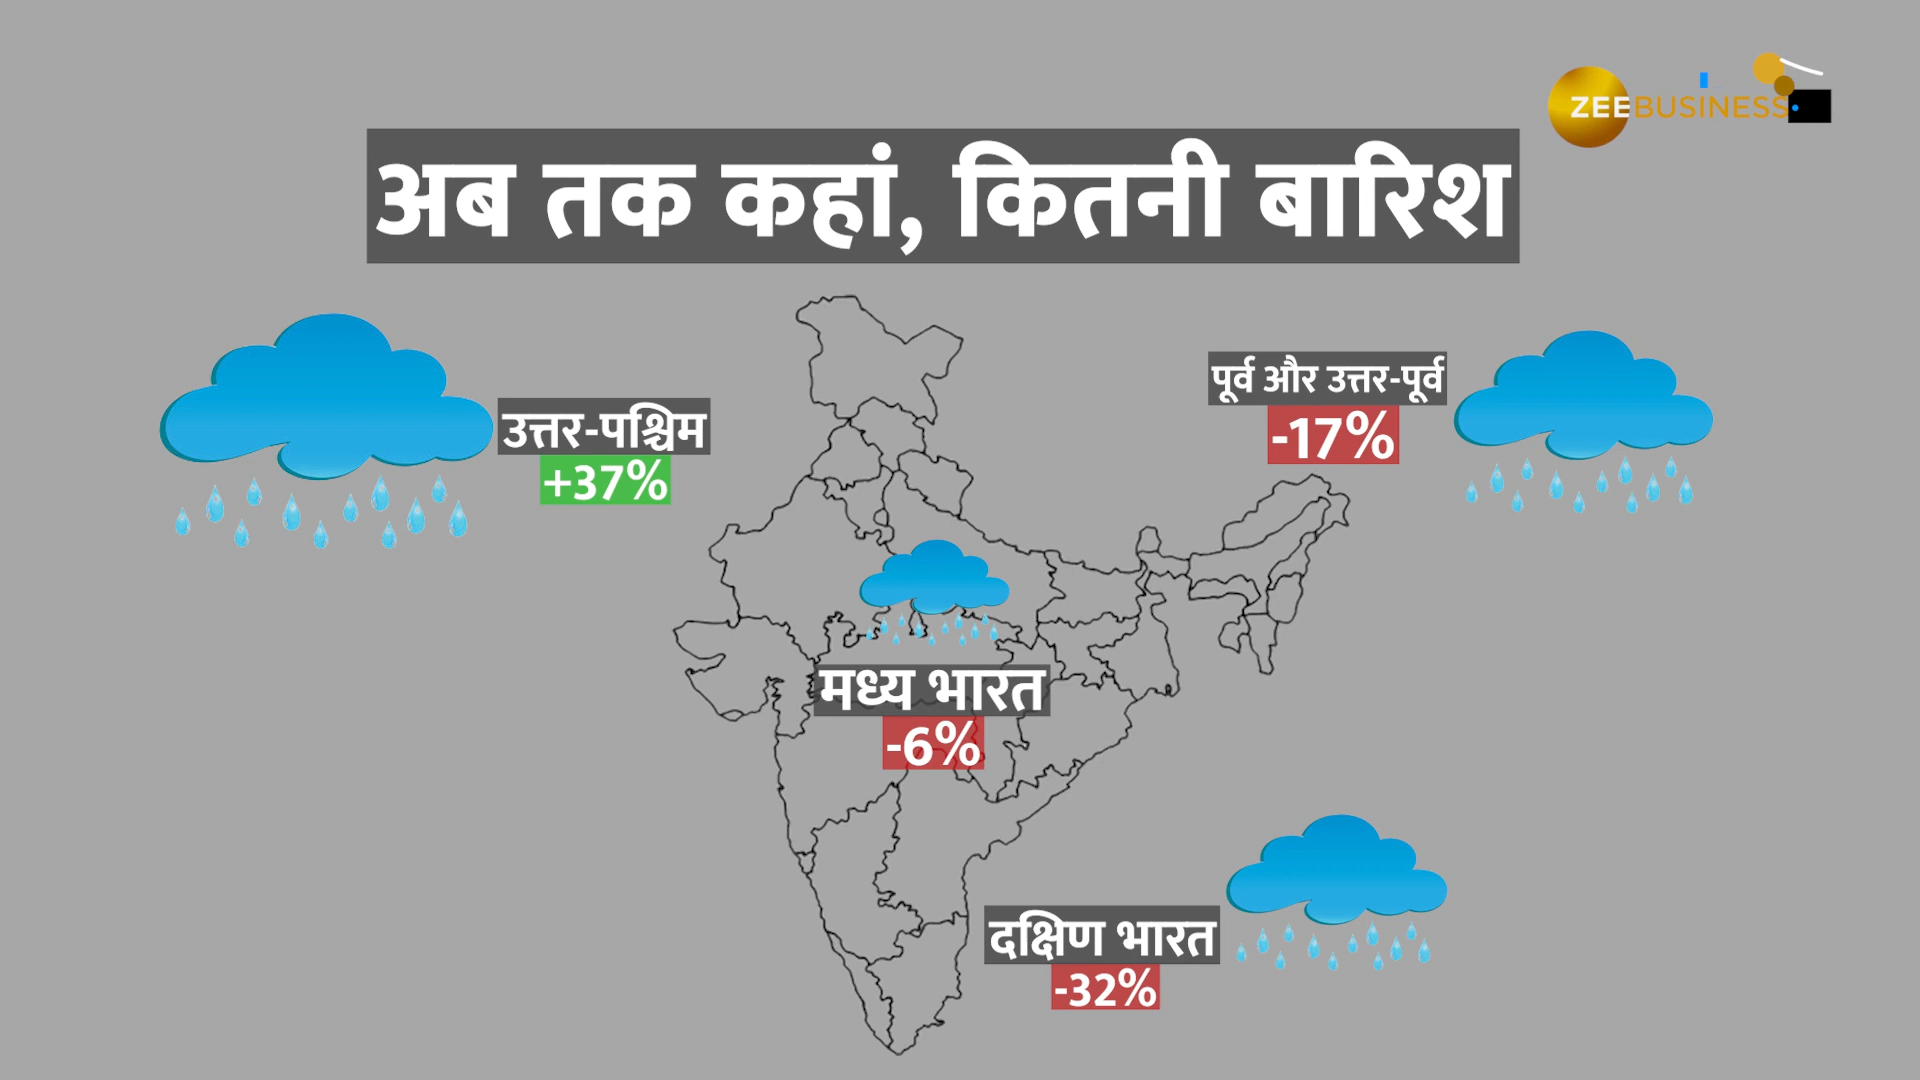 ZEEBUSINESS
अब तक कहां, कितनी बारिश
उत्तर-पश्चिम
+37%
पूर्व और उत्तर-पूर्व
-17%
मध्य भारत
-6%
दक्षिण भारत
-32%